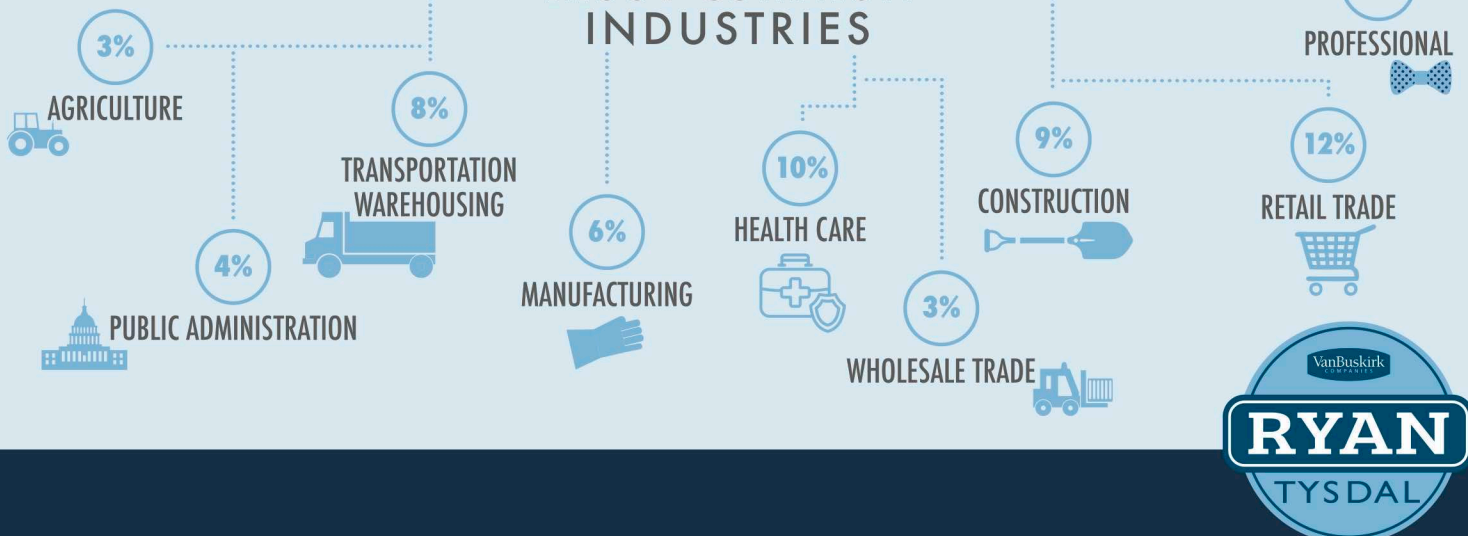 INDUSTRIES
3%
AGRICULTURE
8%
TRANSPORTATION
WAREHOUSING
4%
PUBLIC ADMINISTRATION
6%
MANUFACTURING
10%
HEALTH CARE
3%
WHOLESALE TRADE
9%
CONSTRUCTION
PROFESSIONAL
12%
RETAIL TRADE
VanBuskirk
COMPANIES
RYAN
TYSDAL